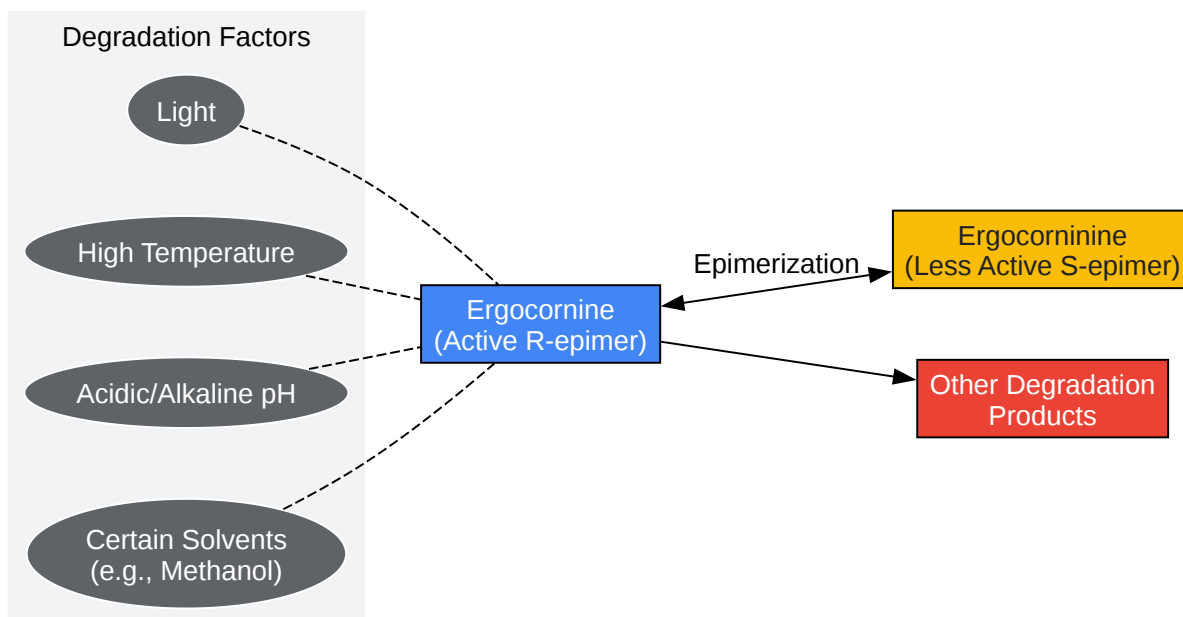 Degradation Factors
Light
High Temperature
Acidic/Alkaline pH
Certain Solvents
(e.g., Methanol)
Ergocornine
(Active R-epimer)
Epimerization
Ergocorninine
(Less Active S-epimer)
Other Degradation
Products